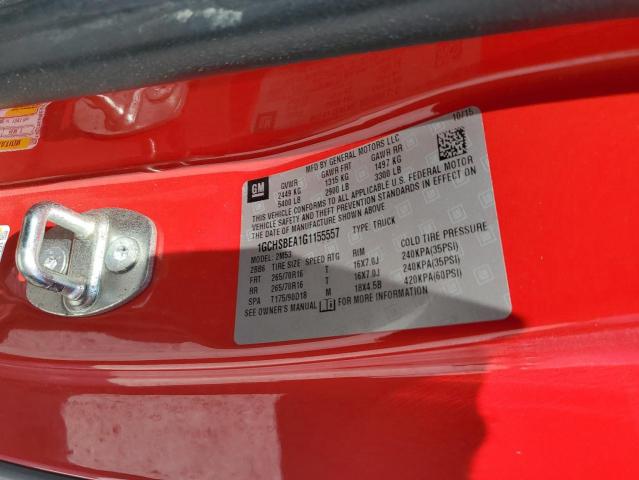 10/15
MFD BY GENERAL MOTORS LLC
GM
GVWR GAWR FRT GAWR RR
2449 KG 1315 KG 1497 KG
5400 LB 2900 LB 3300 LB
THIS VEHICLE CONFORMS TO ALL APPLICABLE U.S. FEDERAL MOTOR
VEHICLE SAFETY AND THEFT PREVENTION STANDARDS IN EFFECT ON
THE DATE OF MANUFACTURE SHOWN ABOVE.
1GCHSBEA1G1155557 TYPE: TRUCK
MODEL: 2M53
2BB6 TIRE SIZE SPEED RTG RIM COLD TIRE PRESSURE
FRT 265/70R16 T 16X7.0J 240KPA(35PSI)
RR 265/70R16 T 16X7.0J 240KPA(35PSI)
SPA T175/90D18 M 18X4.5B 420KPA(60PSI)
SEE OWNER'S MANUAL FOR MORE INFORMATION